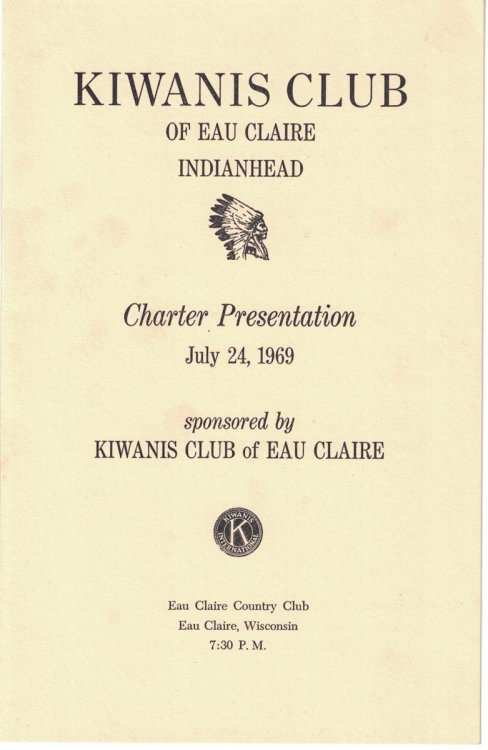 KIWANIS CLUB
OF EAU CLAIRE
INDIANHEAD
Charter Presentation
July 24, 1969
sponsored by
KIWANIS CLUB of EAU CLAIRE
KIWANIS
K
INTERNATIONAL
Eau Claire Country Club
Eau Claire, Wisconsin
7:30 P. M.